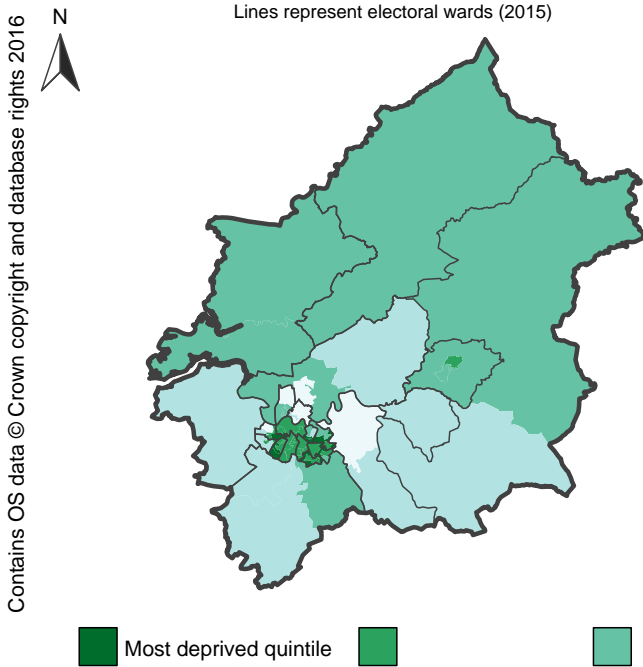 Lines represent electoral wards (2015)
N
Contains OS data © Crown copyright and database rights 2016
Most deprived quintile